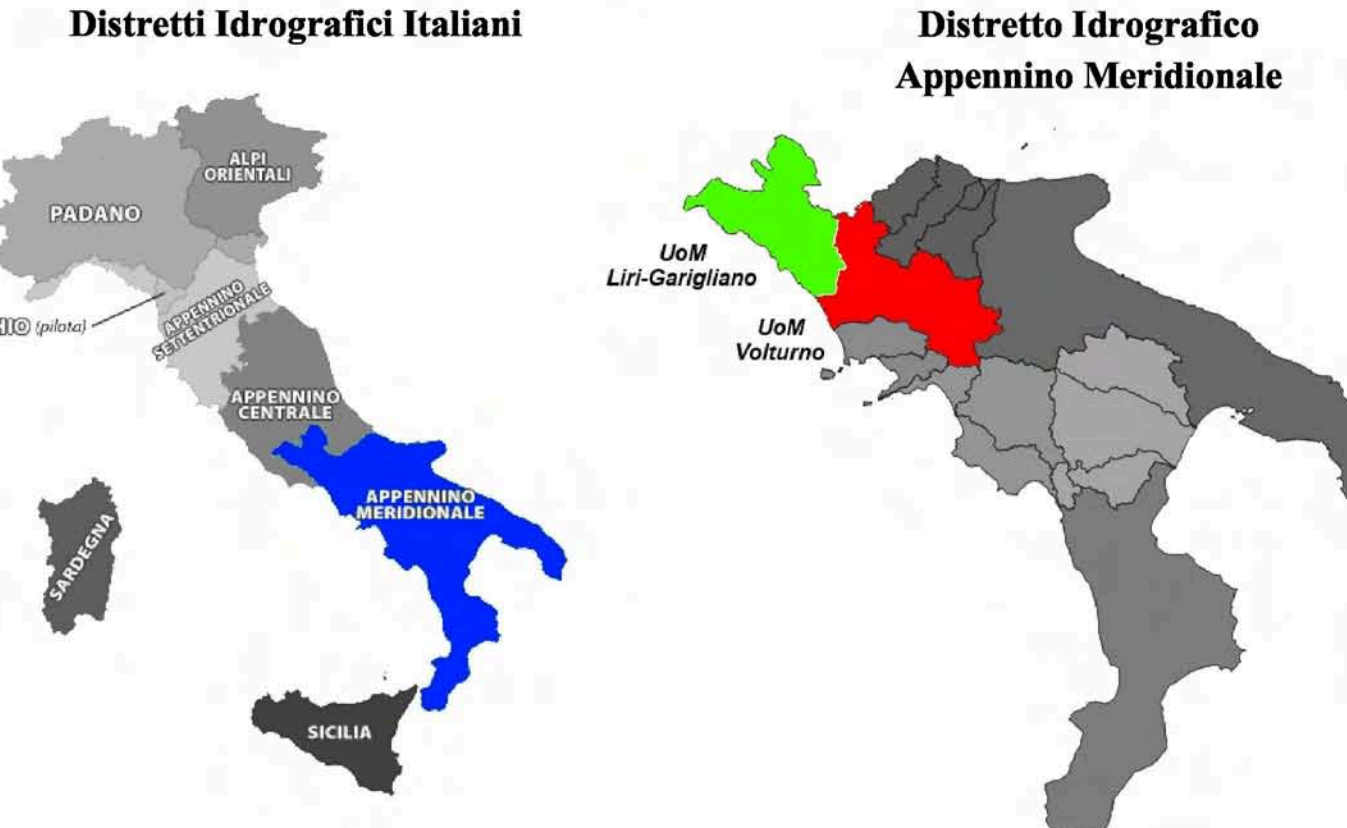 Distretti Idrografici Italiani
ALPI
ORIENTALI
PADANO
APPENNINO
SETTENTRIONALE
(pilota)
APPENNINO
CENTRALE
APPENNINO
MERIDIONALE
SARDEGNA
SICILIA
Distretto Idrografico
Appennino Meridionale
UoM
Liri-Garigliano
UoM
Volturno